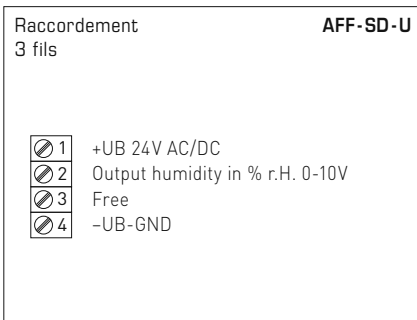 Raccordement AFF-SD-U
3 fils
1 +UB 24V AC/DC
2 Output humidity in % r.H. 0-10V
3 Free
4 –UB-GND